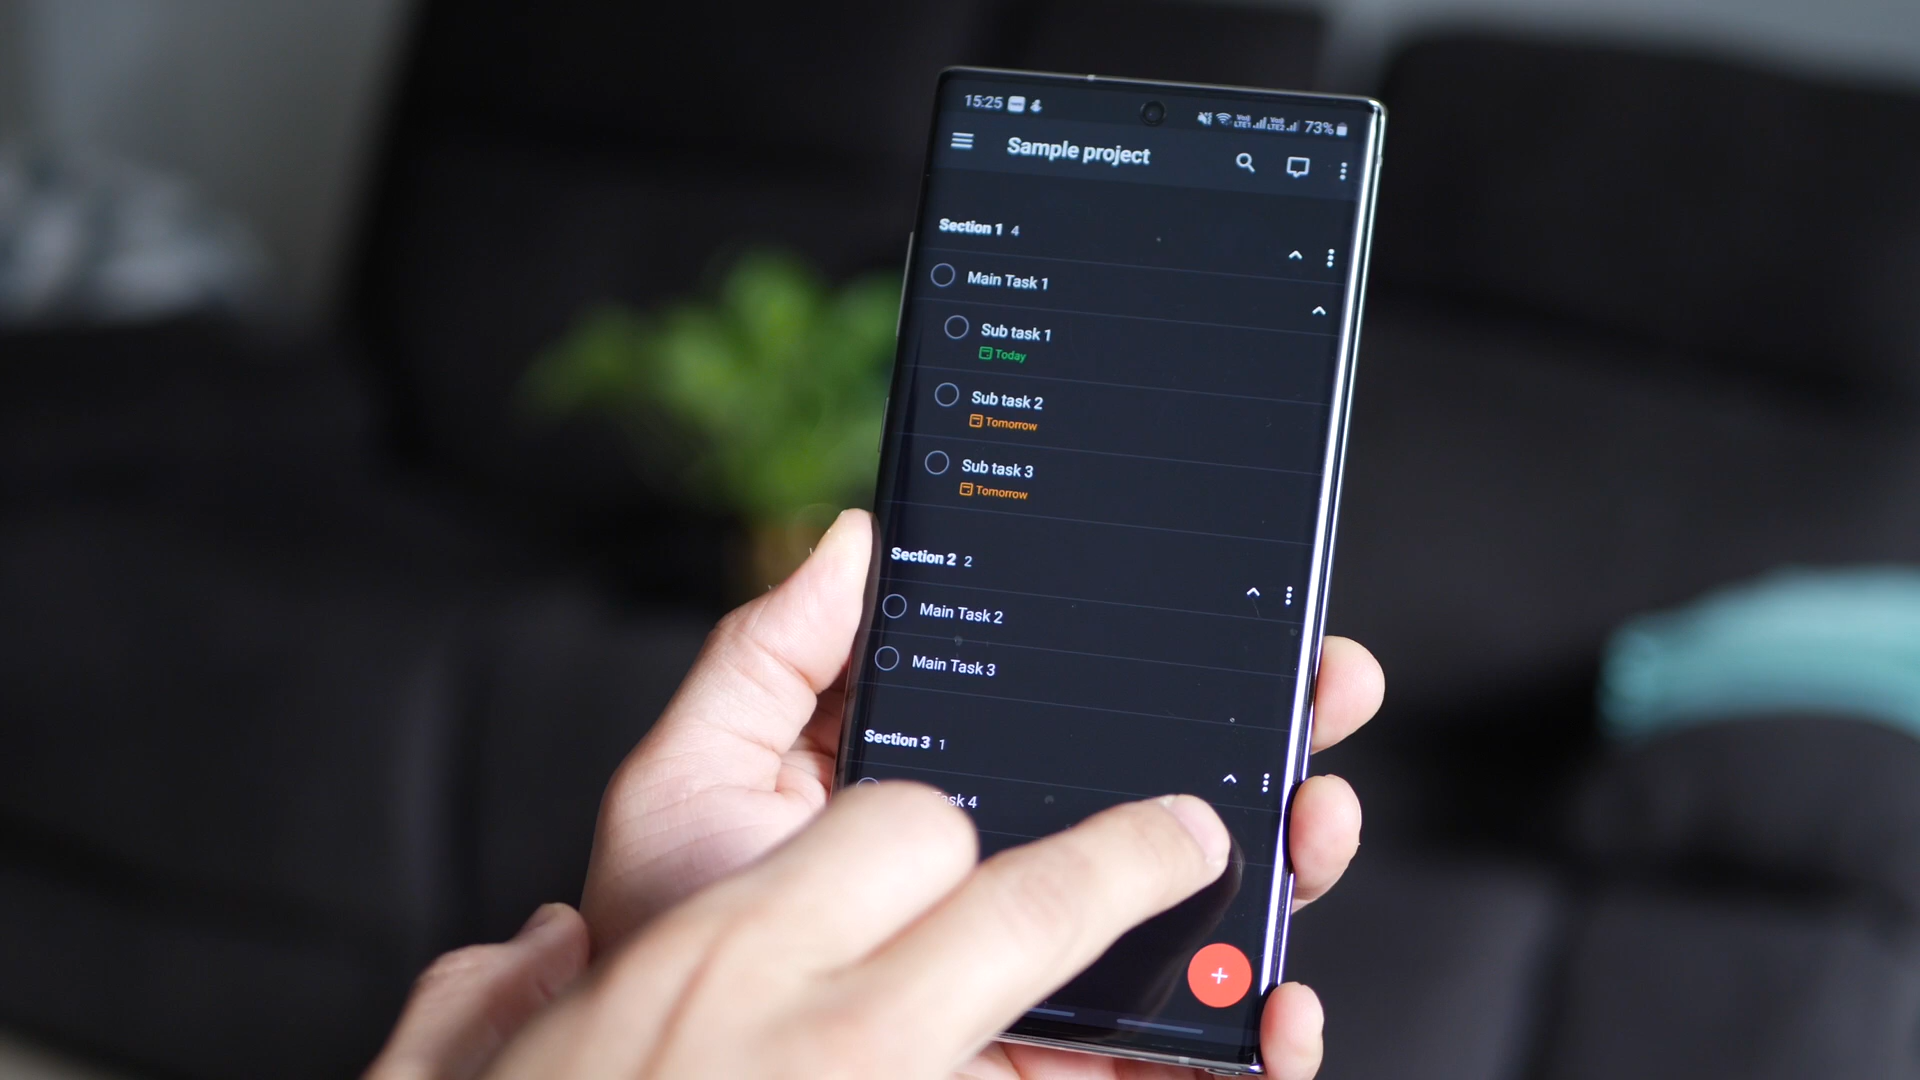 15:25
73%
Sample project
Section 1 4
Main Task 1
Sub task 1
Today
Sub task 2
Tomorrow
Sub task 3
Tomorrow
Section 2 2
Main Task 2
Main Task 3
Section 3 1
4